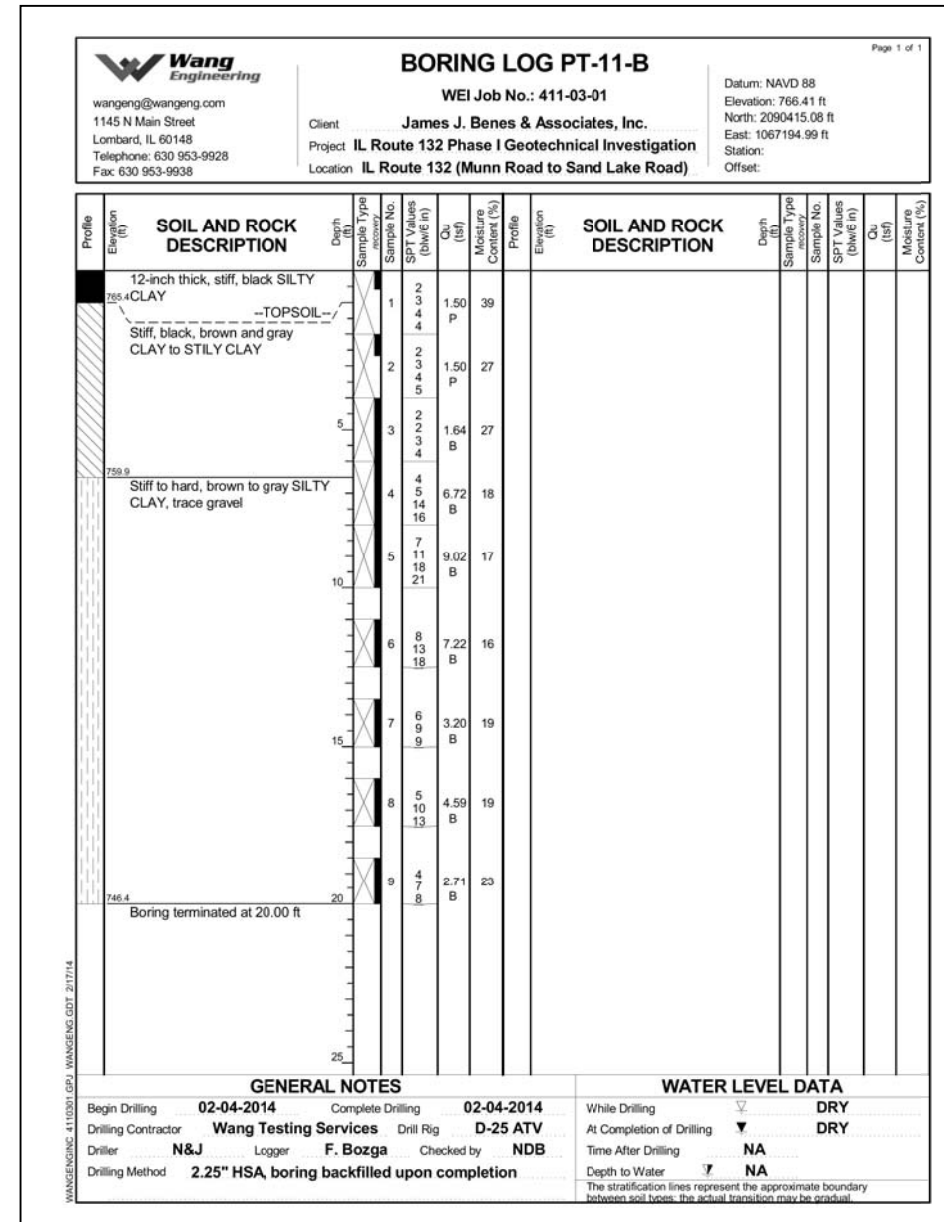 Page 1 of 1
Wang
Engineering
wangeng@wangeng.com
1145 N Main Street
Lombard, IL 60148
Telephone: 630 953-9928
Fax: 630 953-9938
BORING LOG PT-11-B
WEI Job No.: 411-03-01
Client James J. Benes & Associates, Inc.
Project IL Route 132 Phase I Geotechnical Investigation
Location IL Route 132 (Munn Road to Sand Lake Road)
Datum: NAVD 88
Elevation: 766.41 ft
North: 2090415.08 ft
East: 1067194.99 ft
Station:
Offset:
Profile Elevation (ft) SOIL AND ROCK DESCRIPTION Depth (ft) Sample Type recovery Sample No. SPT Values (blw/6 in) Qu (tsf) Moisture Content (%) Profile Elevation (ft) SOIL AND ROCK DESCRIPTION Depth (ft) Sample Type recovery Sample No. SPT Values (blw/6 in) Qu (tsf) Moisture Content (%)
12-inch thick, stiff, black SILTY
765.4 CLAY
--TOPSOIL--
1 2 3 4 4 1.50 P 39
Stiff, black, brown and gray
CLAY to STILY CLAY
2 2 3 4 5 1.50 P 27
5 3 2 2 3 4 1.64 B 27
759.9
Stiff to hard, brown to gray SILTY
CLAY, trace gravel
4 4 5 14 16 6.72 B 18
10 5 7 11 18 21 9.02 B 17
6 8 13 18 7.22 B 16
15 7 6 9 9 3.20 B 19
8 5 10 13 4.59 B 19
746.4 20 9 4 7 8 2.71 B 23
Boring terminated at 20.00 ft
25
WANGENGINC 4110301.GPJ WANGENG.GDT 2/17/14
GENERAL NOTES
Begin Drilling 02-04-2014 Complete Drilling 02-04-2014
Drilling Contractor Wang Testing Services Drill Rig D-25 ATV
Driller N&J Logger F. Bozga Checked by NDB
Drilling Method 2.25" HSA, boring backfilled upon completion
WATER LEVEL DATA
While Drilling DRY
At Completion of Drilling DRY
Time After Drilling NA
Depth to Water NA
The stratification lines represent the approximate boundary
between soil types; the actual transition may be gradual.